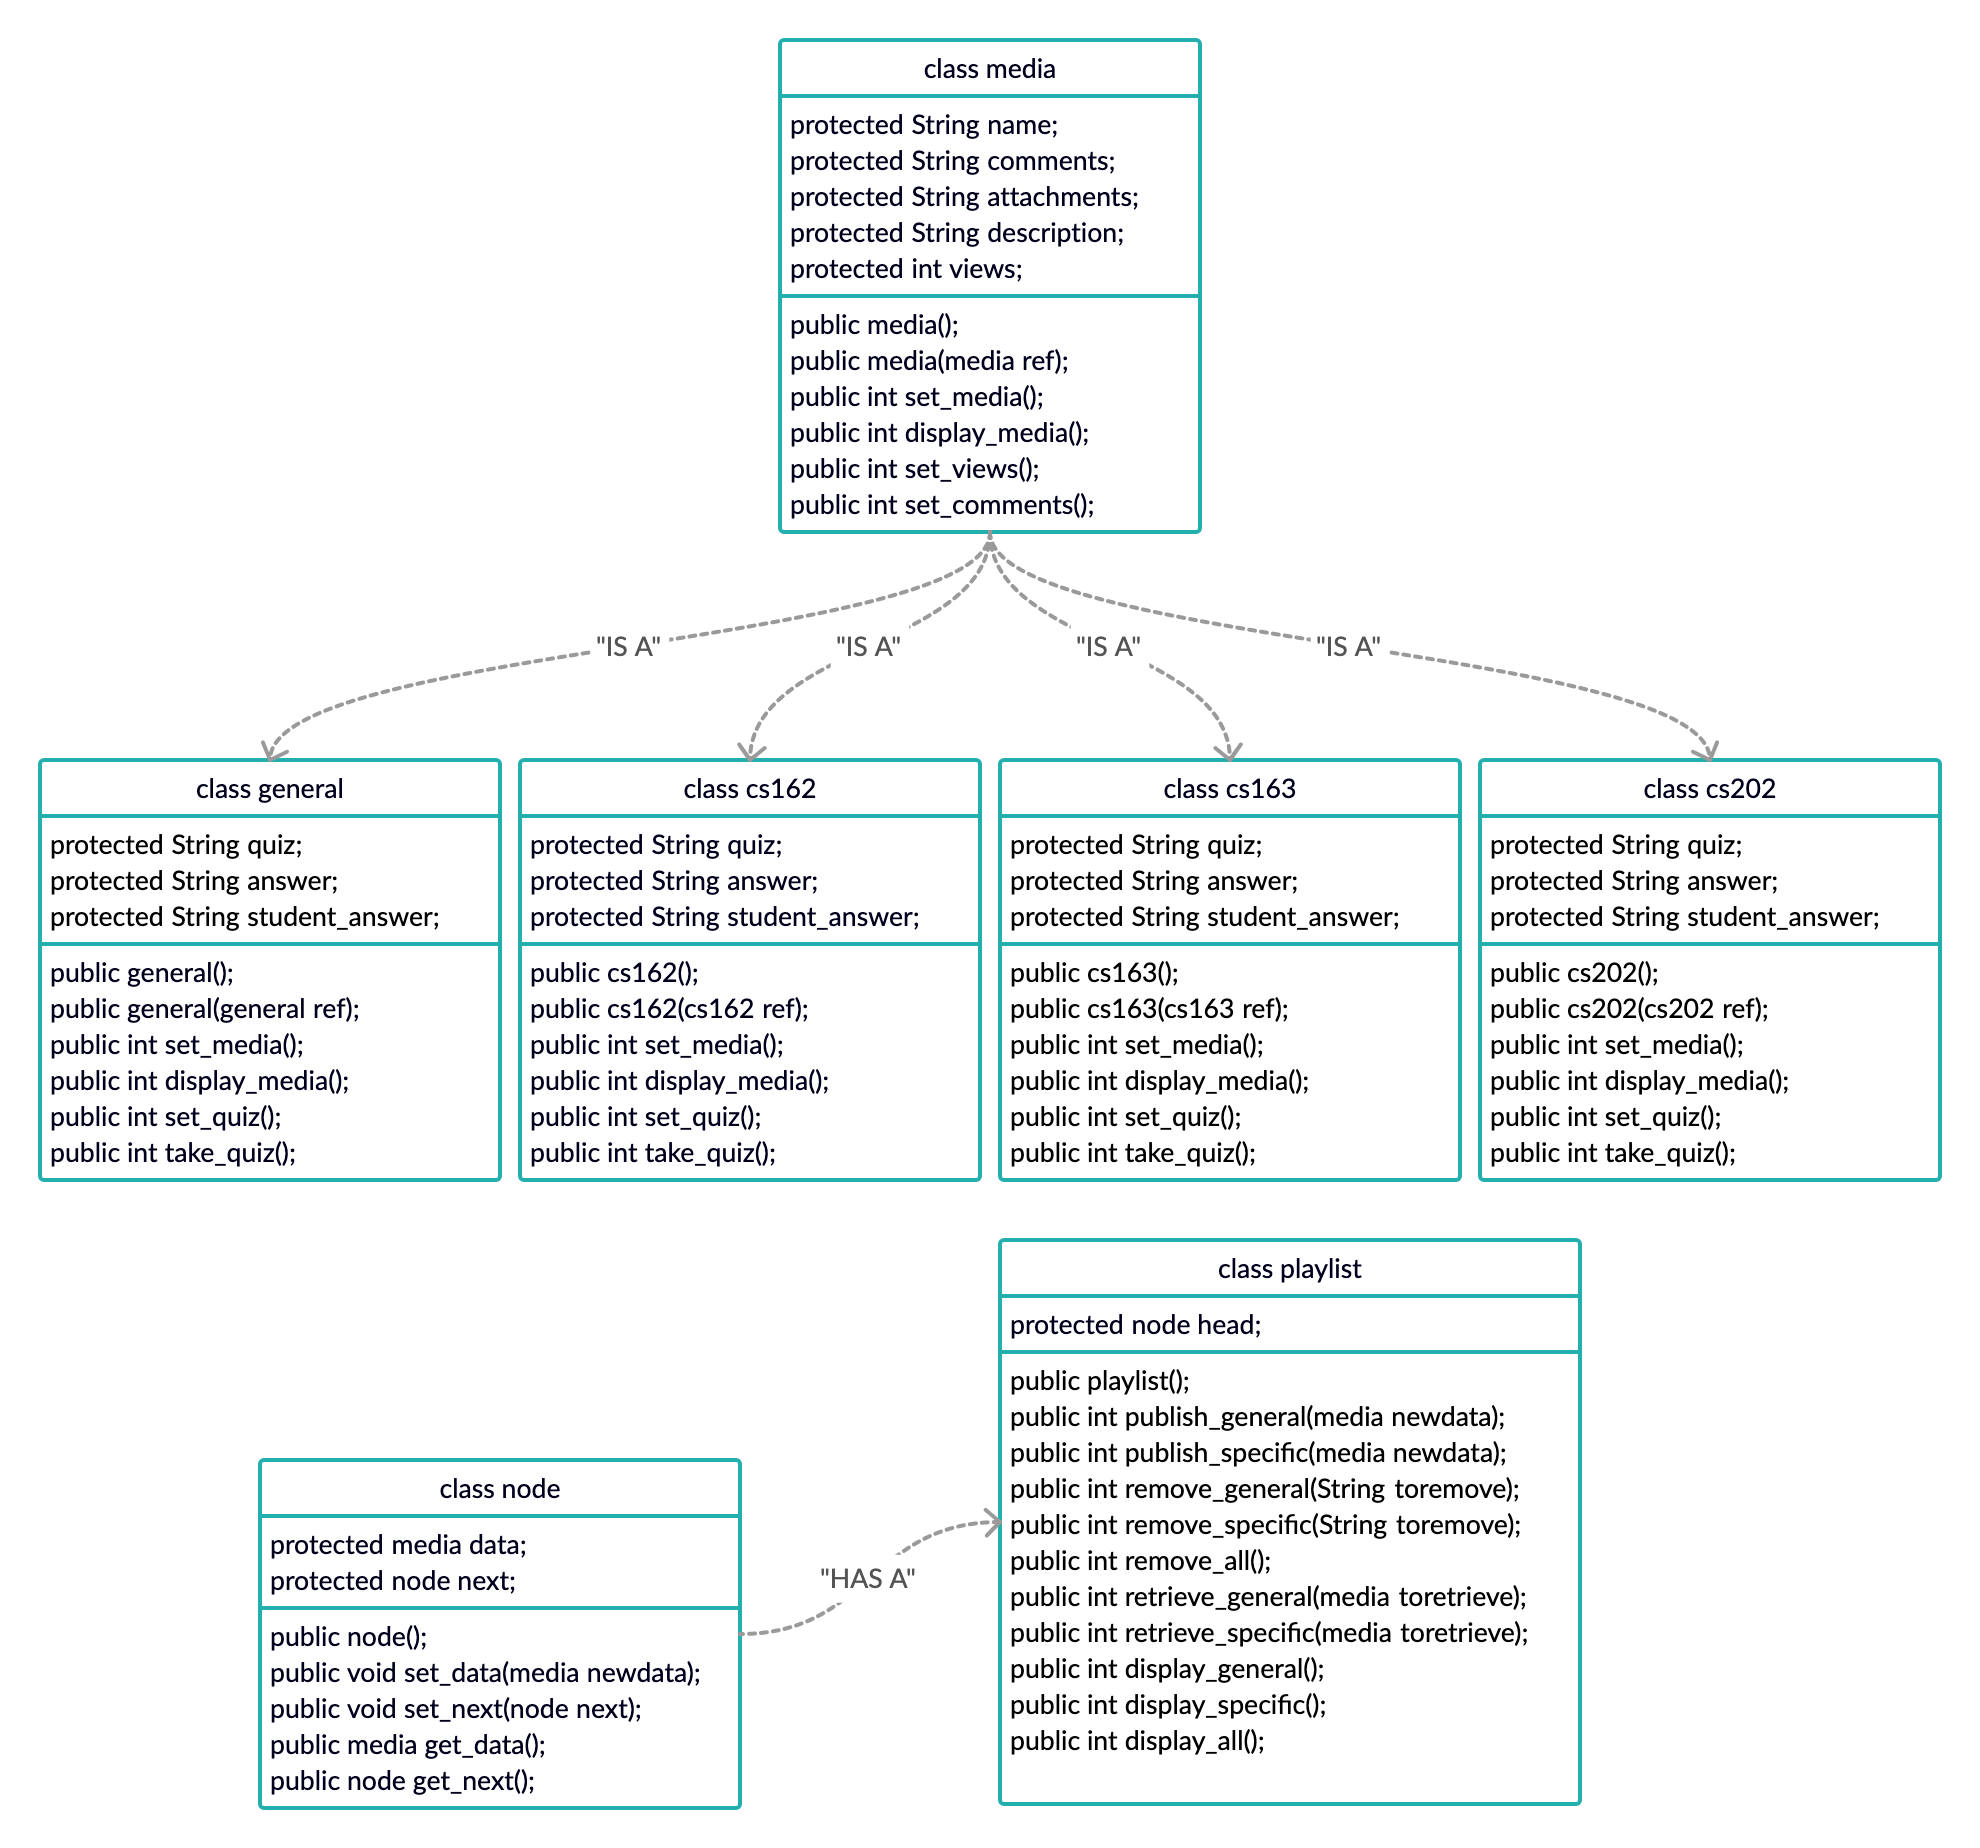 class media
protected String name;
protected String comments;
protected String attachments;
protected String description;
protected int views;
public media();
public media(media ref);
public int set_media();
public int display_media();
public int set_views();
public int set_comments();
"IS A"
"IS A"
"IS A"
"IS A"
class general
protected String quiz;
protected String answer;
protected String student_answer;
public general();
public general(general ref);
public int set_media();
public int display_media();
public int set_quiz();
public int take_quiz();
class cs162
protected String quiz;
protected String answer;
protected String student_answer;
public cs162();
public cs162(cs162 ref);
public int set_media();
public int display_media();
public int set_quiz();
public int take_quiz();
class cs163
protected String quiz;
protected String answer;
protected String student_answer;
public cs163();
public cs163(cs163 ref);
public int set_media();
public int display_media();
public int set_quiz();
public int take_quiz();
class cs202
protected String quiz;
protected String answer;
protected String student_answer;
public cs202();
public cs202(cs202 ref);
public int set_media();
public int display_media();
public int set_quiz();
public int take_quiz();
class node
protected media data;
protected node next;
public node();
public void set_data(media newdata);
public void set_next(node next);
public media get_data();
public node get_next();
"HAS A"
class playlist
protected node head;
public playlist();
public int publish_general(media newdata);
public int publish_specific(media newdata);
public int remove_general(String toremove);
public int remove_specific(String toremove);
public int remove_all();
public int retrieve_general(media toretrieve);
public int retrieve_specific(media toretrieve);
public int display_general();
public int display_specific();
public int display_all();